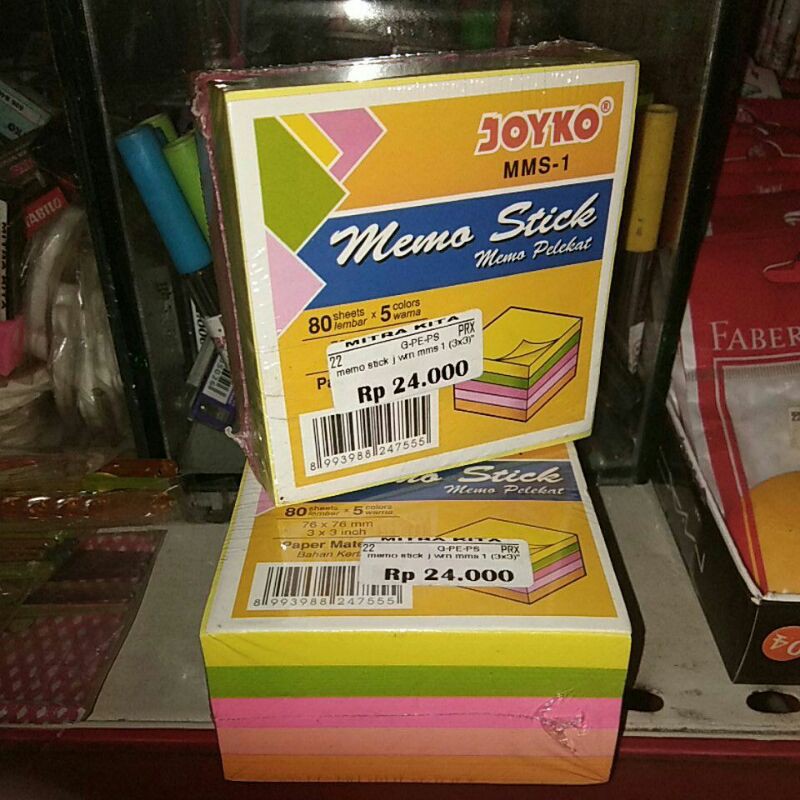 JOYKO®
MMS-1
Memo Stick
Memo Pelekat
80 sheets lembar x 5 colors warna
MITRA KITA
22 G-PE-PS PRX
memo stick j wrn mms 1 (3x3)"
Rp 24.000
8 993988 247555
Stick
Memo Pelekat
80 sheets lembar x 5 colors warna
76 x 76 mm
3 x 3 inch
Paper Mate
Bahan
MITRA KITA
22 G-PE-PS PRX
memo stick j wrn mms 1 (3x3)"
Rp 24.000
8 993988 247555
FABER